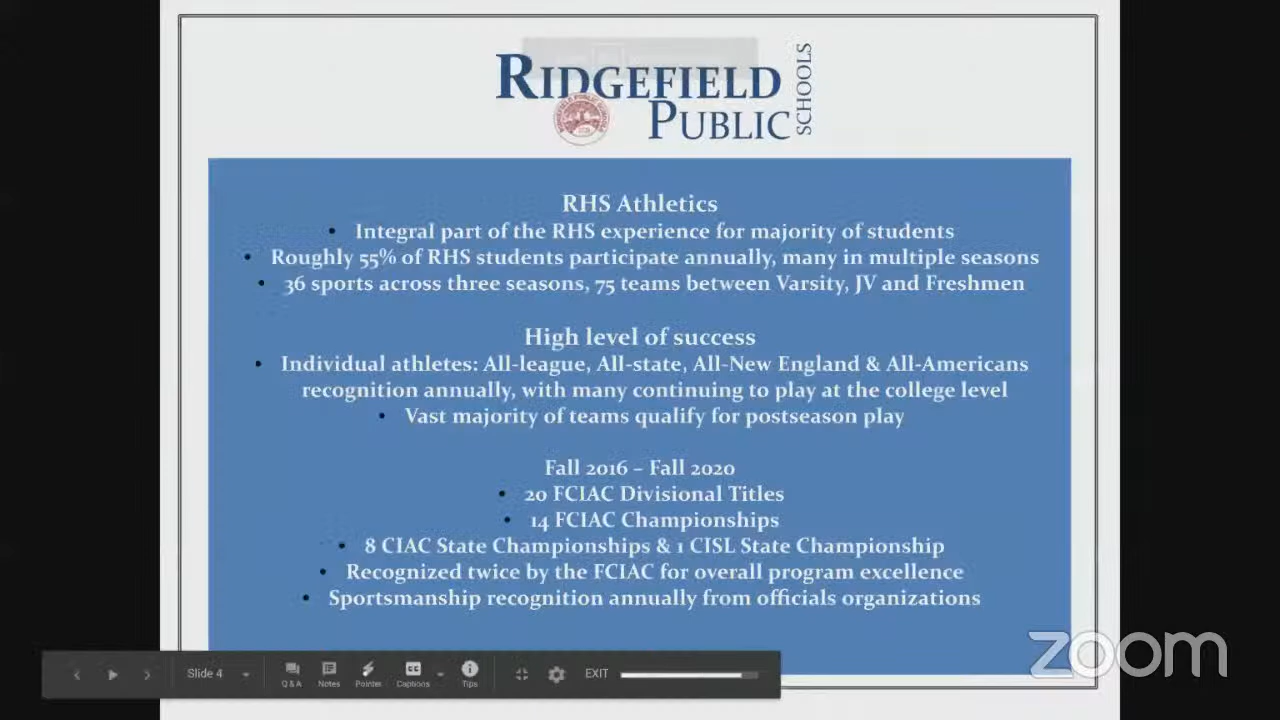 RIDGEFIELD
PUBLIC
SCHOOLS
RHS Athletics
• Integral part of the RHS experience for majority of students
• Roughly 55% of RHS students participate annually, many in multiple seasons
• 36 sports across three seasons, 75 teams between Varsity, JV and Freshmen
High level of success
• Individual athletes: All-league, All-state, All-New England & All-Americans
recognition annually, with many continuing to play at the college level
• Vast majority of teams qualify for postseason play
Fall 2016 – Fall 2020
• 20 FCIAC Divisional Titles
• 14 FCIAC Championships
• 8 CIAC State Championships & 1 CISL State Championship
• Recognized twice by the FCIAC for overall program excellence
• Sportsmanship recognition annually from officials organizations
zoom
Slide 4
Q & A
Notes
Pointer
CC
Captions
Tips
EXIT